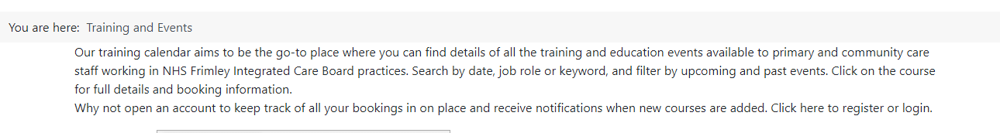 You are here: Training and Events
Our training calendar aims to be the go-to place where you can find details of all the training and education events available to primary and community care
staff working in NHS Frimley Integrated Care Board practices. Search by date, job role or keyword, and filter by upcoming and past events. Click on the course
for full details and booking information.
Why not open an account to keep track of all your bookings in on place and receive notifications when new courses are added. Click here to register or login.